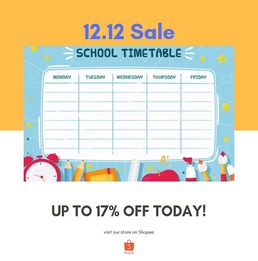 12.12 Sale
SCHOOL TIMETABLE
MONDAY TUESDAY WEDNESDAY THURSDAY FRIDAY
UP TO 17% OFF TODAY!
visit our store on Shopee
Shopee